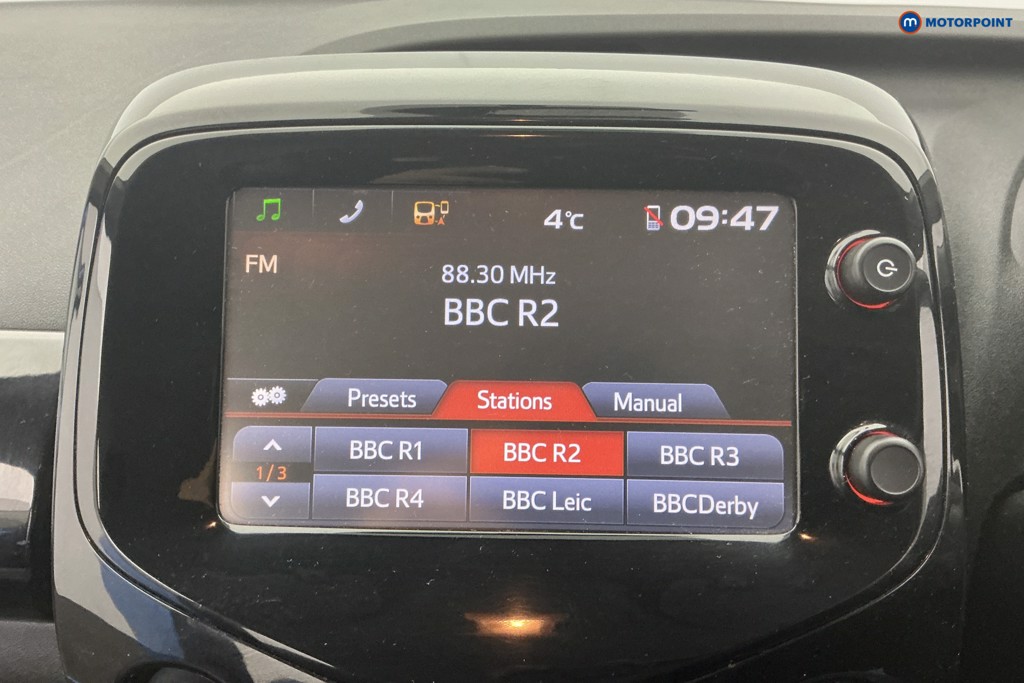 m MOTORPOINT
4°C 09:47
FM
88.30 MHz
BBC R2
Presets Stations Manual
BBC R1 BBC R2 BBC R3
1/3
BBC R4 BBC Leic BBCDerby